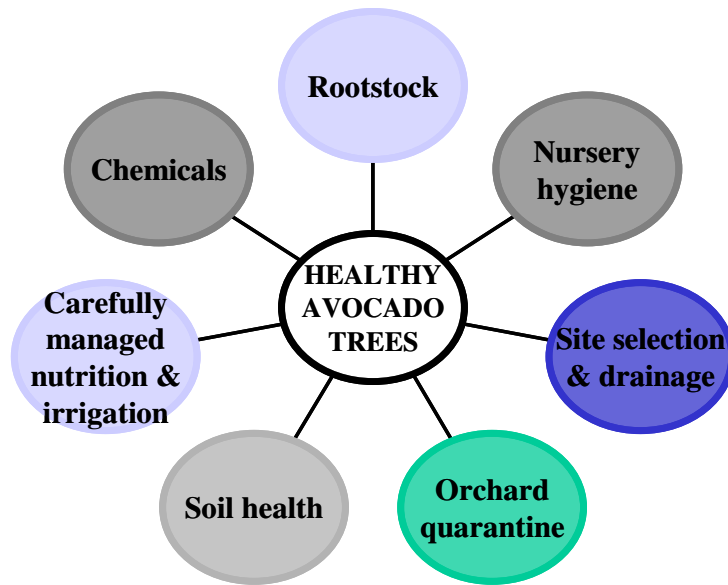 Rootstock
Chemicals
Nursery
hygiene
HEALTHY
AVOCADO
TREES
Carefully
managed
nutrition &
irrigation
Site selection
& drainage
Soil health
Orchard
quarantine